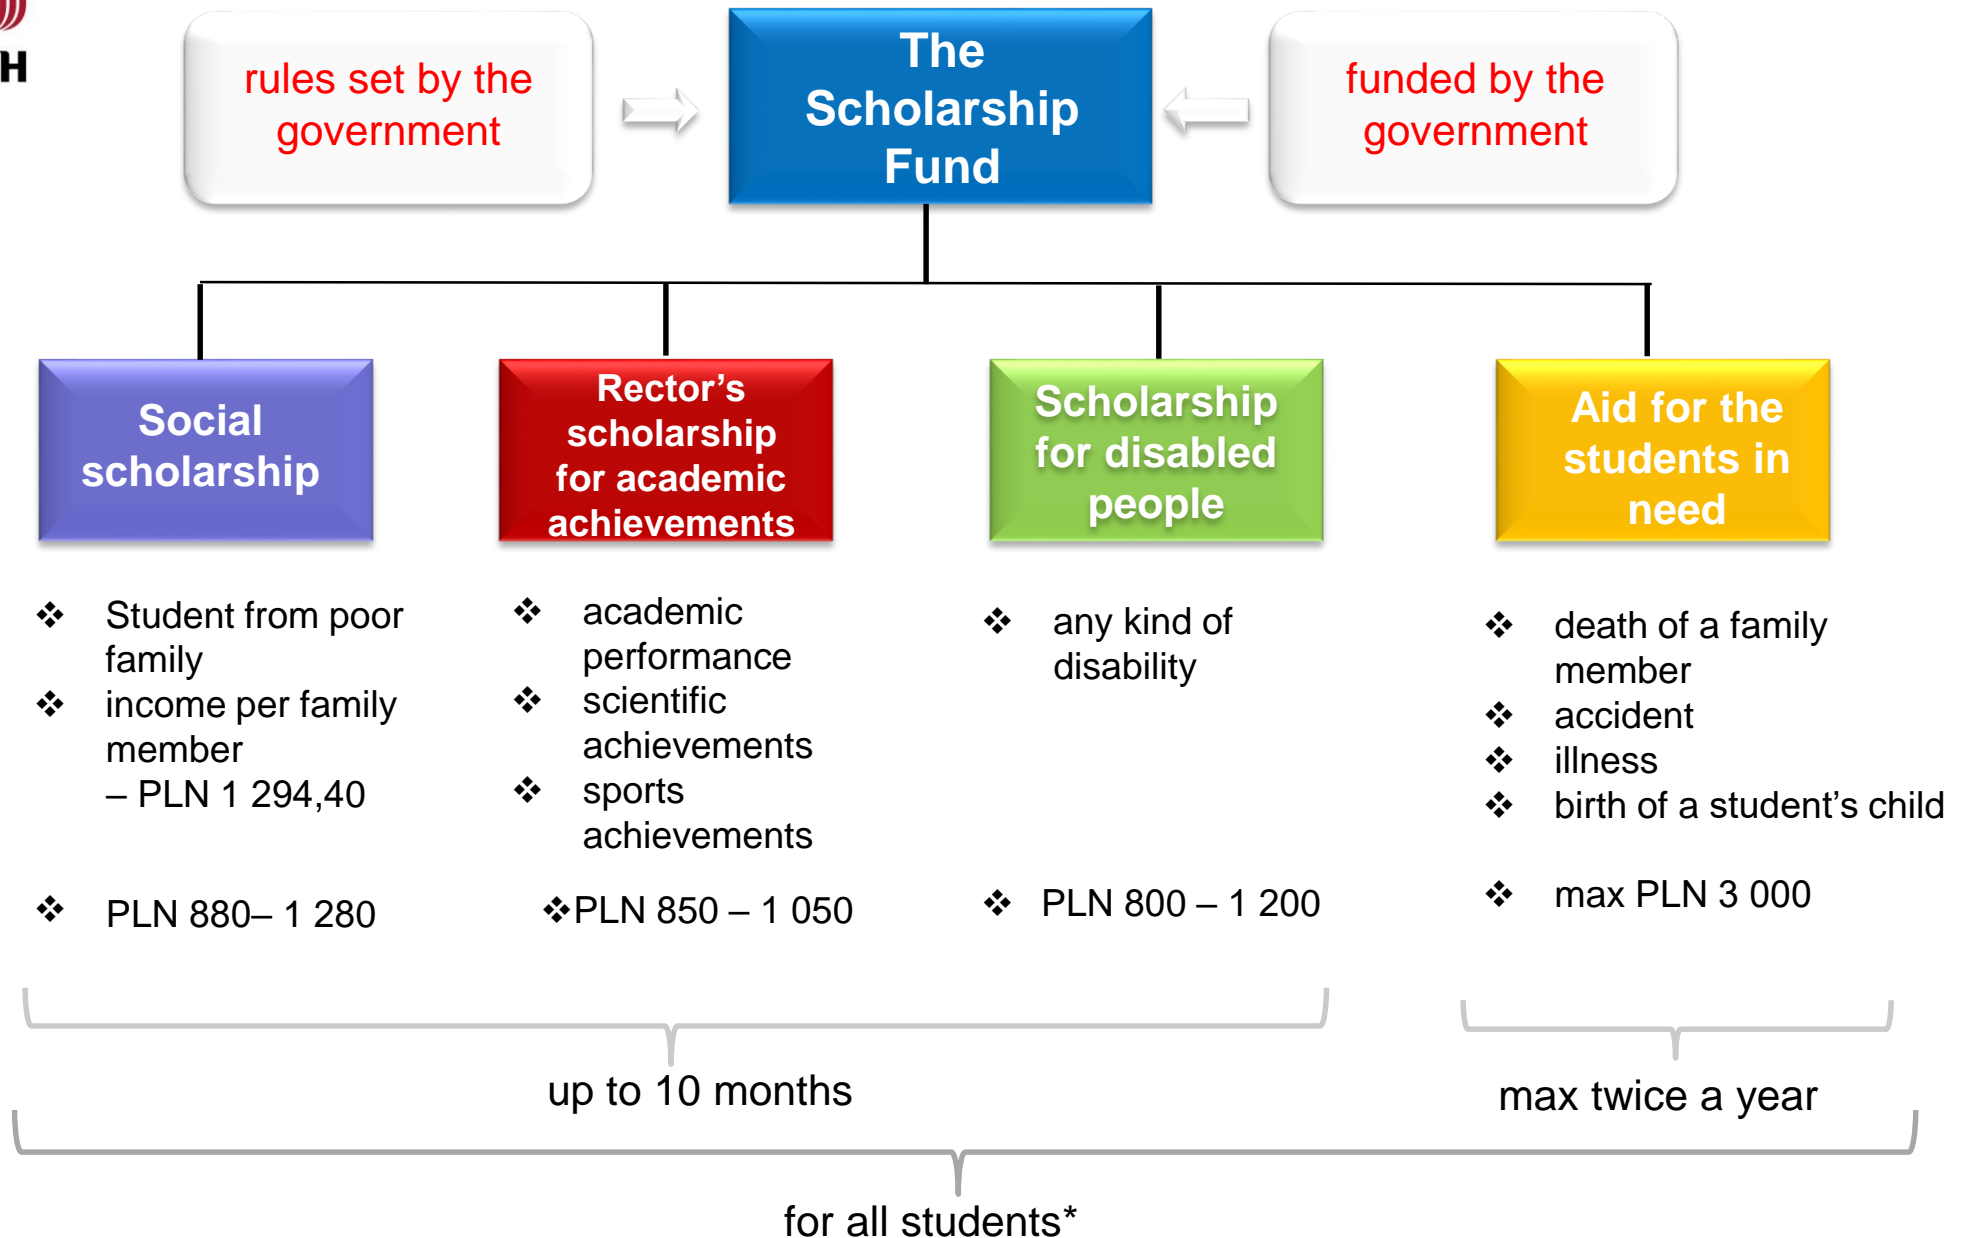 H
rules set by the
government
The
Scholarship
Fund
funded by the
government
Social
scholarship
Rector’s
scholarship
for academic
achievements
Scholarship
for disabled
people
Aid for the
students in
need
❖ Student from poor
family
❖ income per family
member
– PLN 1 294,40
❖ PLN 880– 1 280
❖ academic
performance
❖ scientific
achievements
❖ sports
achievements
❖PLN 850 – 1 050
❖ any kind of
disability
❖ PLN 800 – 1 200
❖ death of a family
member
❖ accident
❖ illness
❖ birth of a student’s child
❖ max PLN 3 000
up to 10 months
max twice a year
for all students*